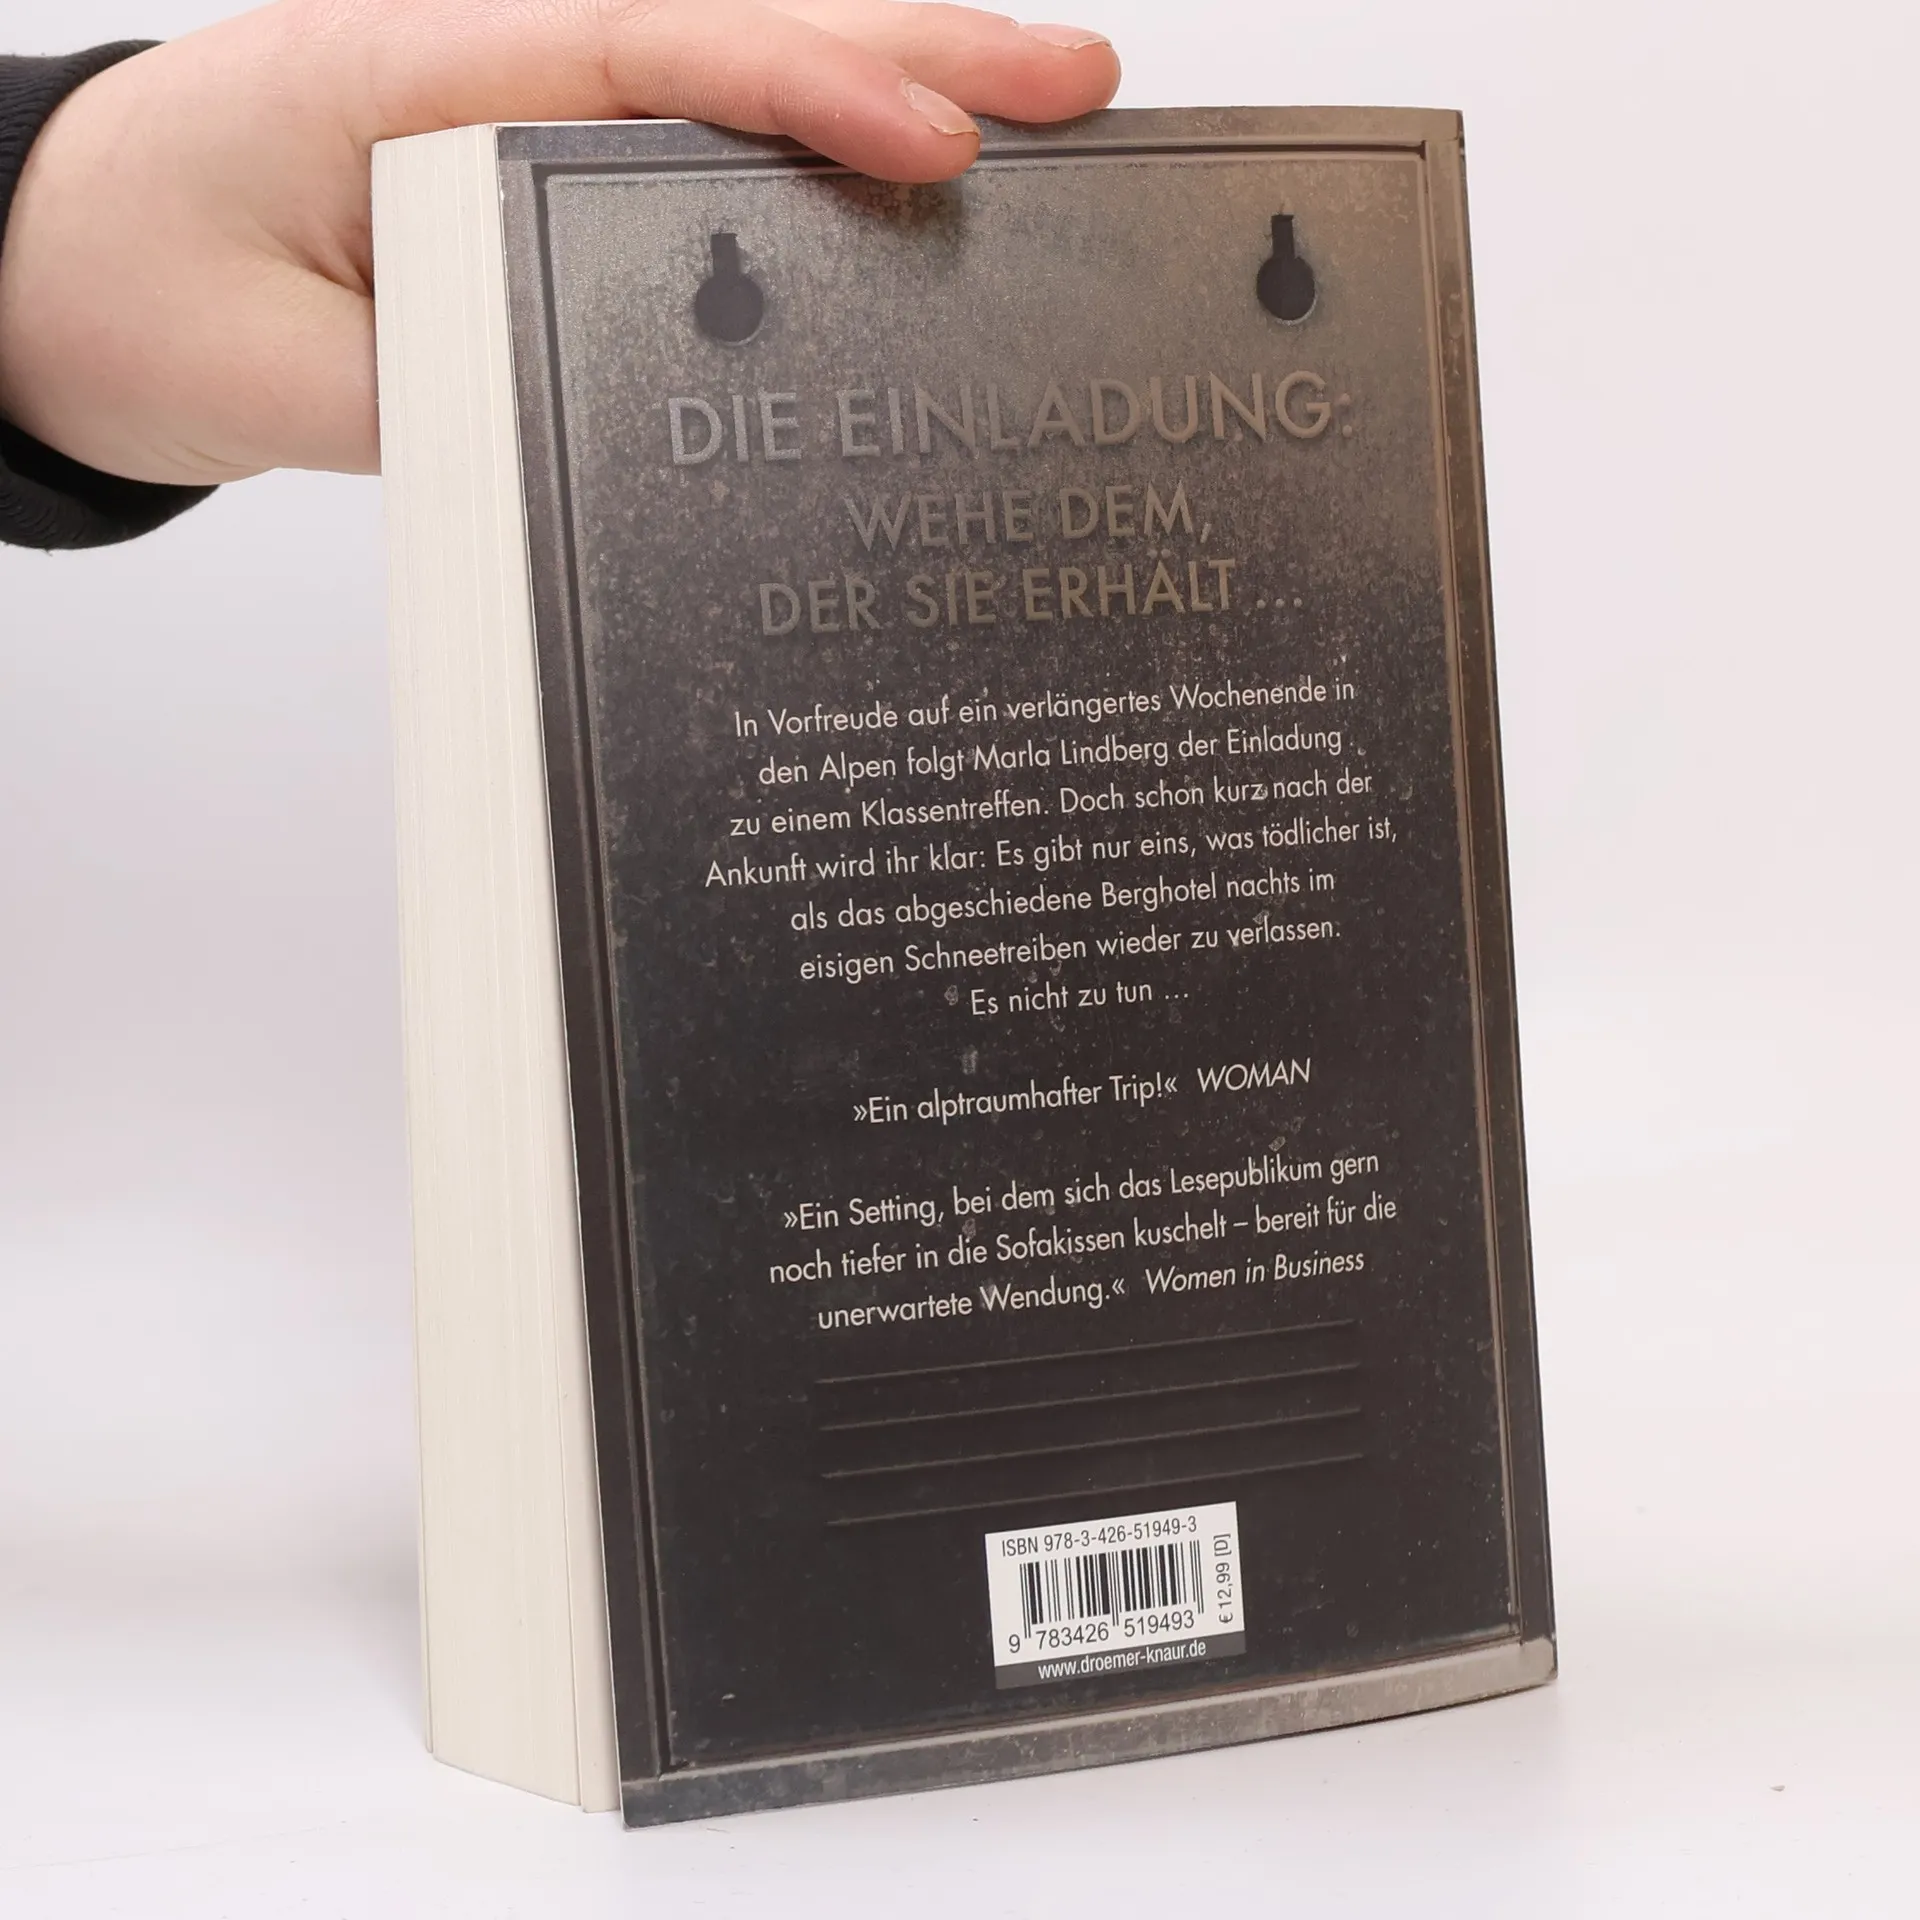 DIE EINLADUNG:
WEHE DEM,
DER SIE ERHÄLT ...
In Vorfreude auf ein verlängertes Wochenende in
den Alpen folgt Marla Lindberg der Einladung
zu einem Klassentreffen. Doch schon kurz nach der
Ankunft wird ihr klar: Es gibt nur eins, was tödlicher ist,
als das abgeschiedene Berghotel nachts im
eisigen Schneetreiben wieder zu verlassen:
Es nicht zu tun ...
»Ein alptraumhafter Trip!« WOMAN
»Ein Setting, bei dem sich das Lesepublikum gern
noch tiefer in die Sofakissen kuschelt – bereit für die
unerwartete Wendung.« Women in Business
ISBN 978-3-426-51949-3
€ 12,99 [D]
9 783426 519493
www.droemer-knaur.de